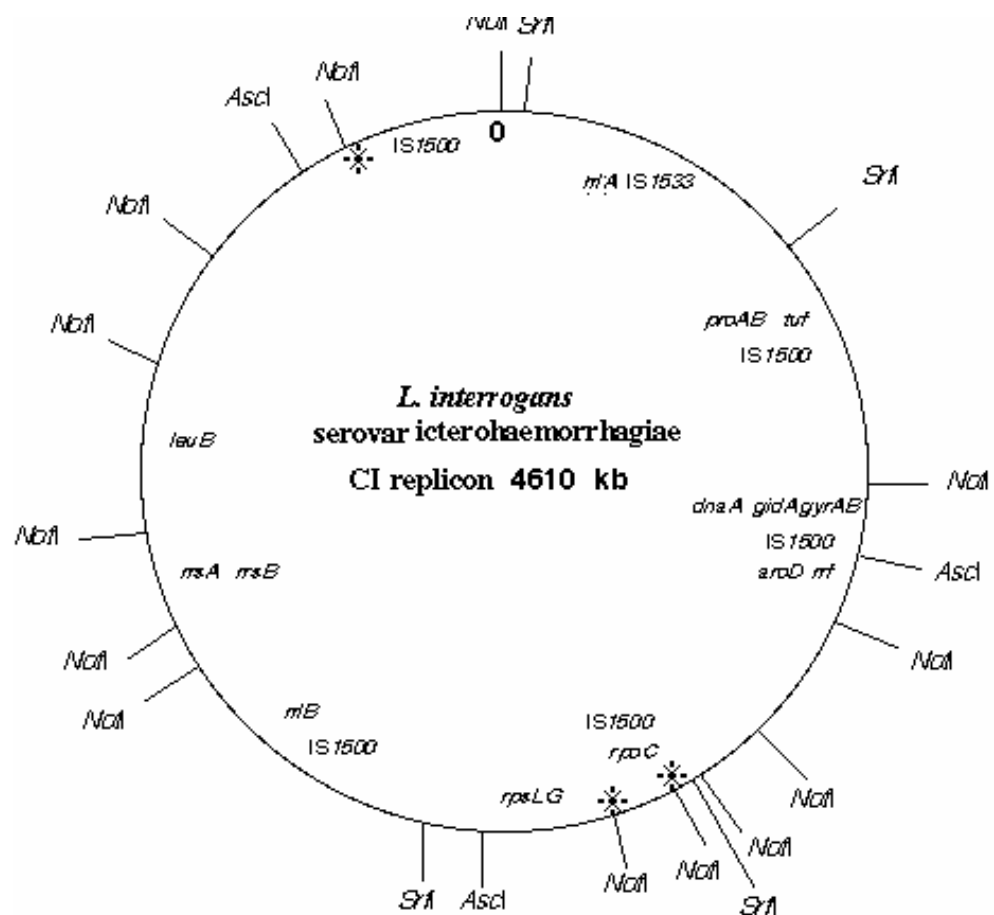 NotI SrfI
NotI
AscI
0
IS1500
rrlA IS1533
SrfI
NotI
proAB tuf
IS1500
NotI
L. interrogans
serovar icterohaemorrhagiae
CI replicon 4610 kb
leuB
NotI
dnaA gidA gyrAB
IS1500
aroD rrf
AscI
NotI
rrsA rrsB
NotI
NotI
NotI
rrlB
IS1500
IS1500
rpoC
rpsLG
NotI
NotI
NotI
NotI
SrfI
AscI
SrfI